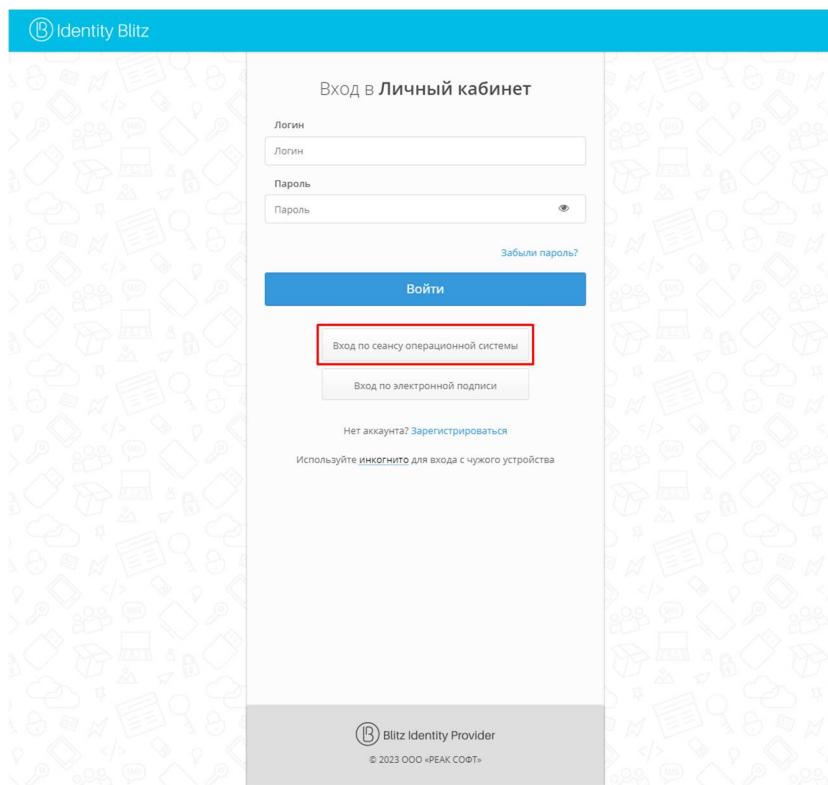 Identity Blitz
Вход в Личный кабинет
Логин
Логин
Пароль
Пароль
Забыли пароль?
Войти
Вход по сеансу операционной системы
Вход по электронной подписи
Нет аккаунта? Зарегистрироваться
Используйте инкогнито для входа с чужого устройства
Blitz Identity Provider
© 2023 ООО «РЕАК СОФТ»